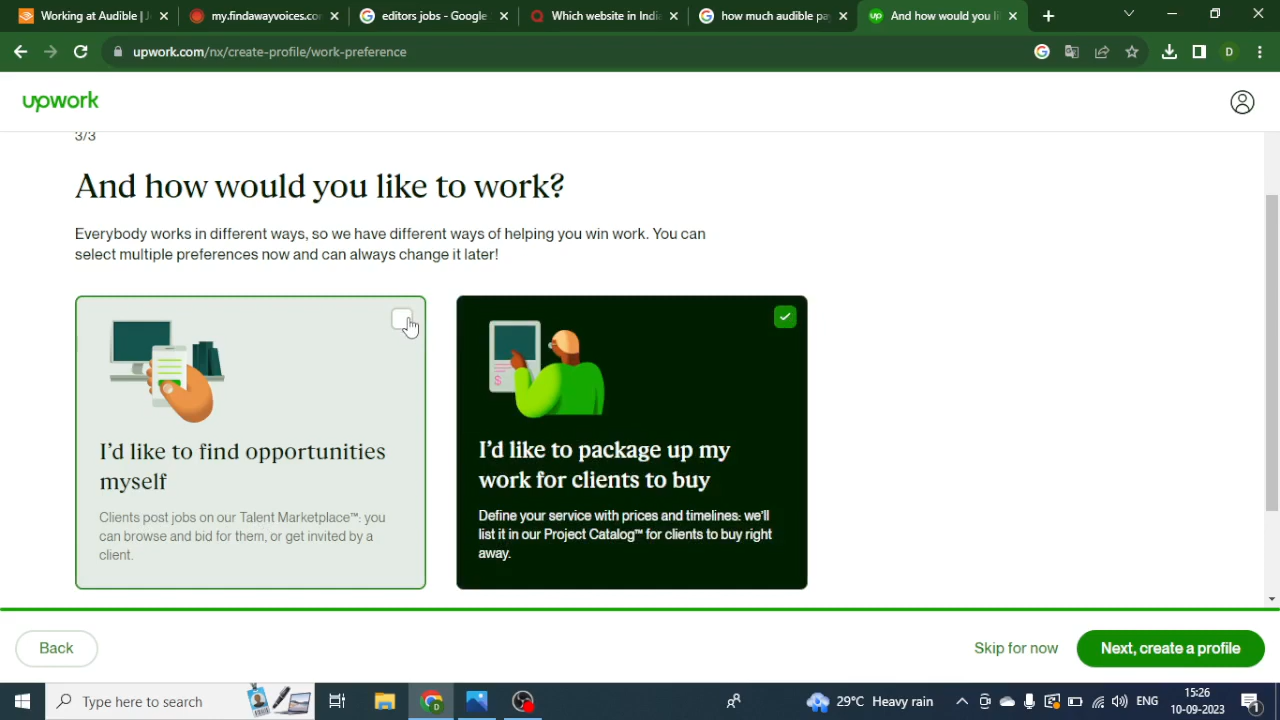 Working at Audible | J
my.findawayvoices.co
editors jobs - Google
Which website in India
how much audible pa
And how would you li
upwork.com/nx/create-profile/work-preference
D
upwork
3/3
And how would you like to work?
Everybody works in different ways, so we have different ways of helping you win work. You can
select multiple preferences now and can always change it later!
I'd like to find opportunities
myself
Clients post jobs on our Talent Marketplace™: you
can browse and bid for them, or get invited by a
client.
$
I'd like to package up my
work for clients to buy
Define your service with prices and timelines: we'll
list it in our Project Catalog™ for clients to buy right
away.
Back
Skip for now
Next, create a profile
Type here to search
29°C Heavy rain
ENG
15:26
10-09-2023
1